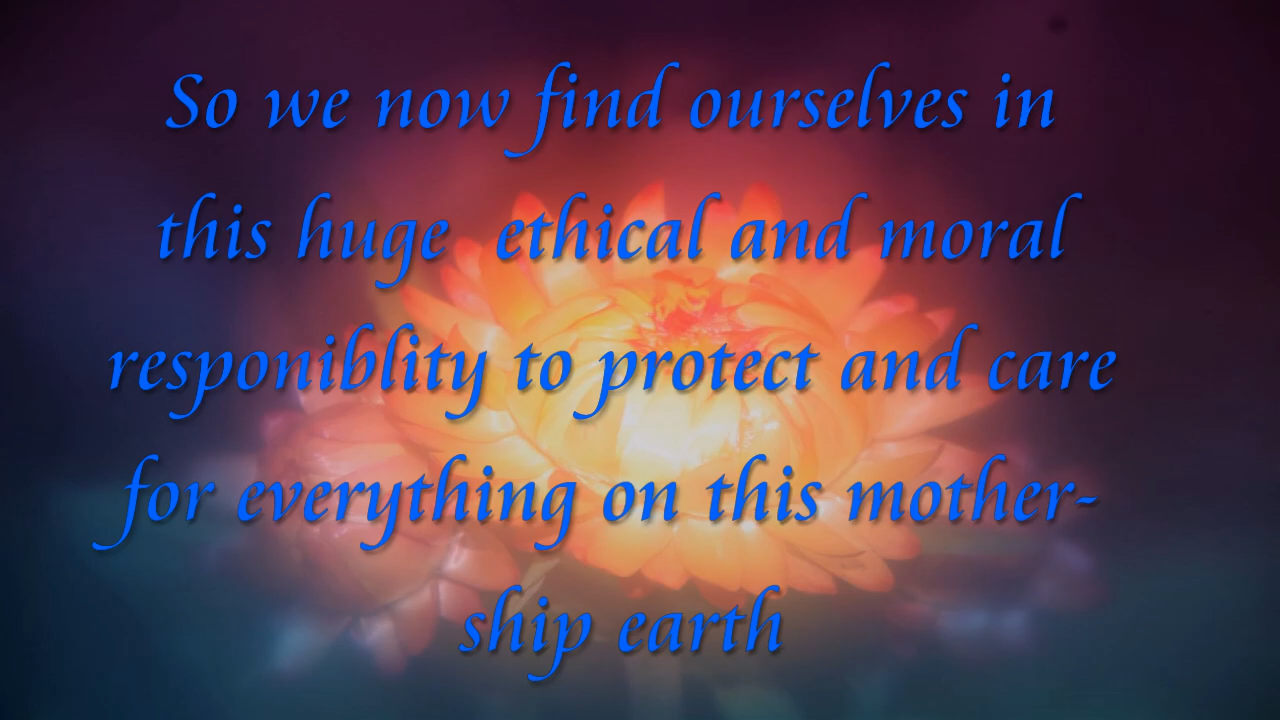 So we now find ourselves in
this huge  ethical and moral
responiblity to protect and care
for everything on this mother-
ship earth